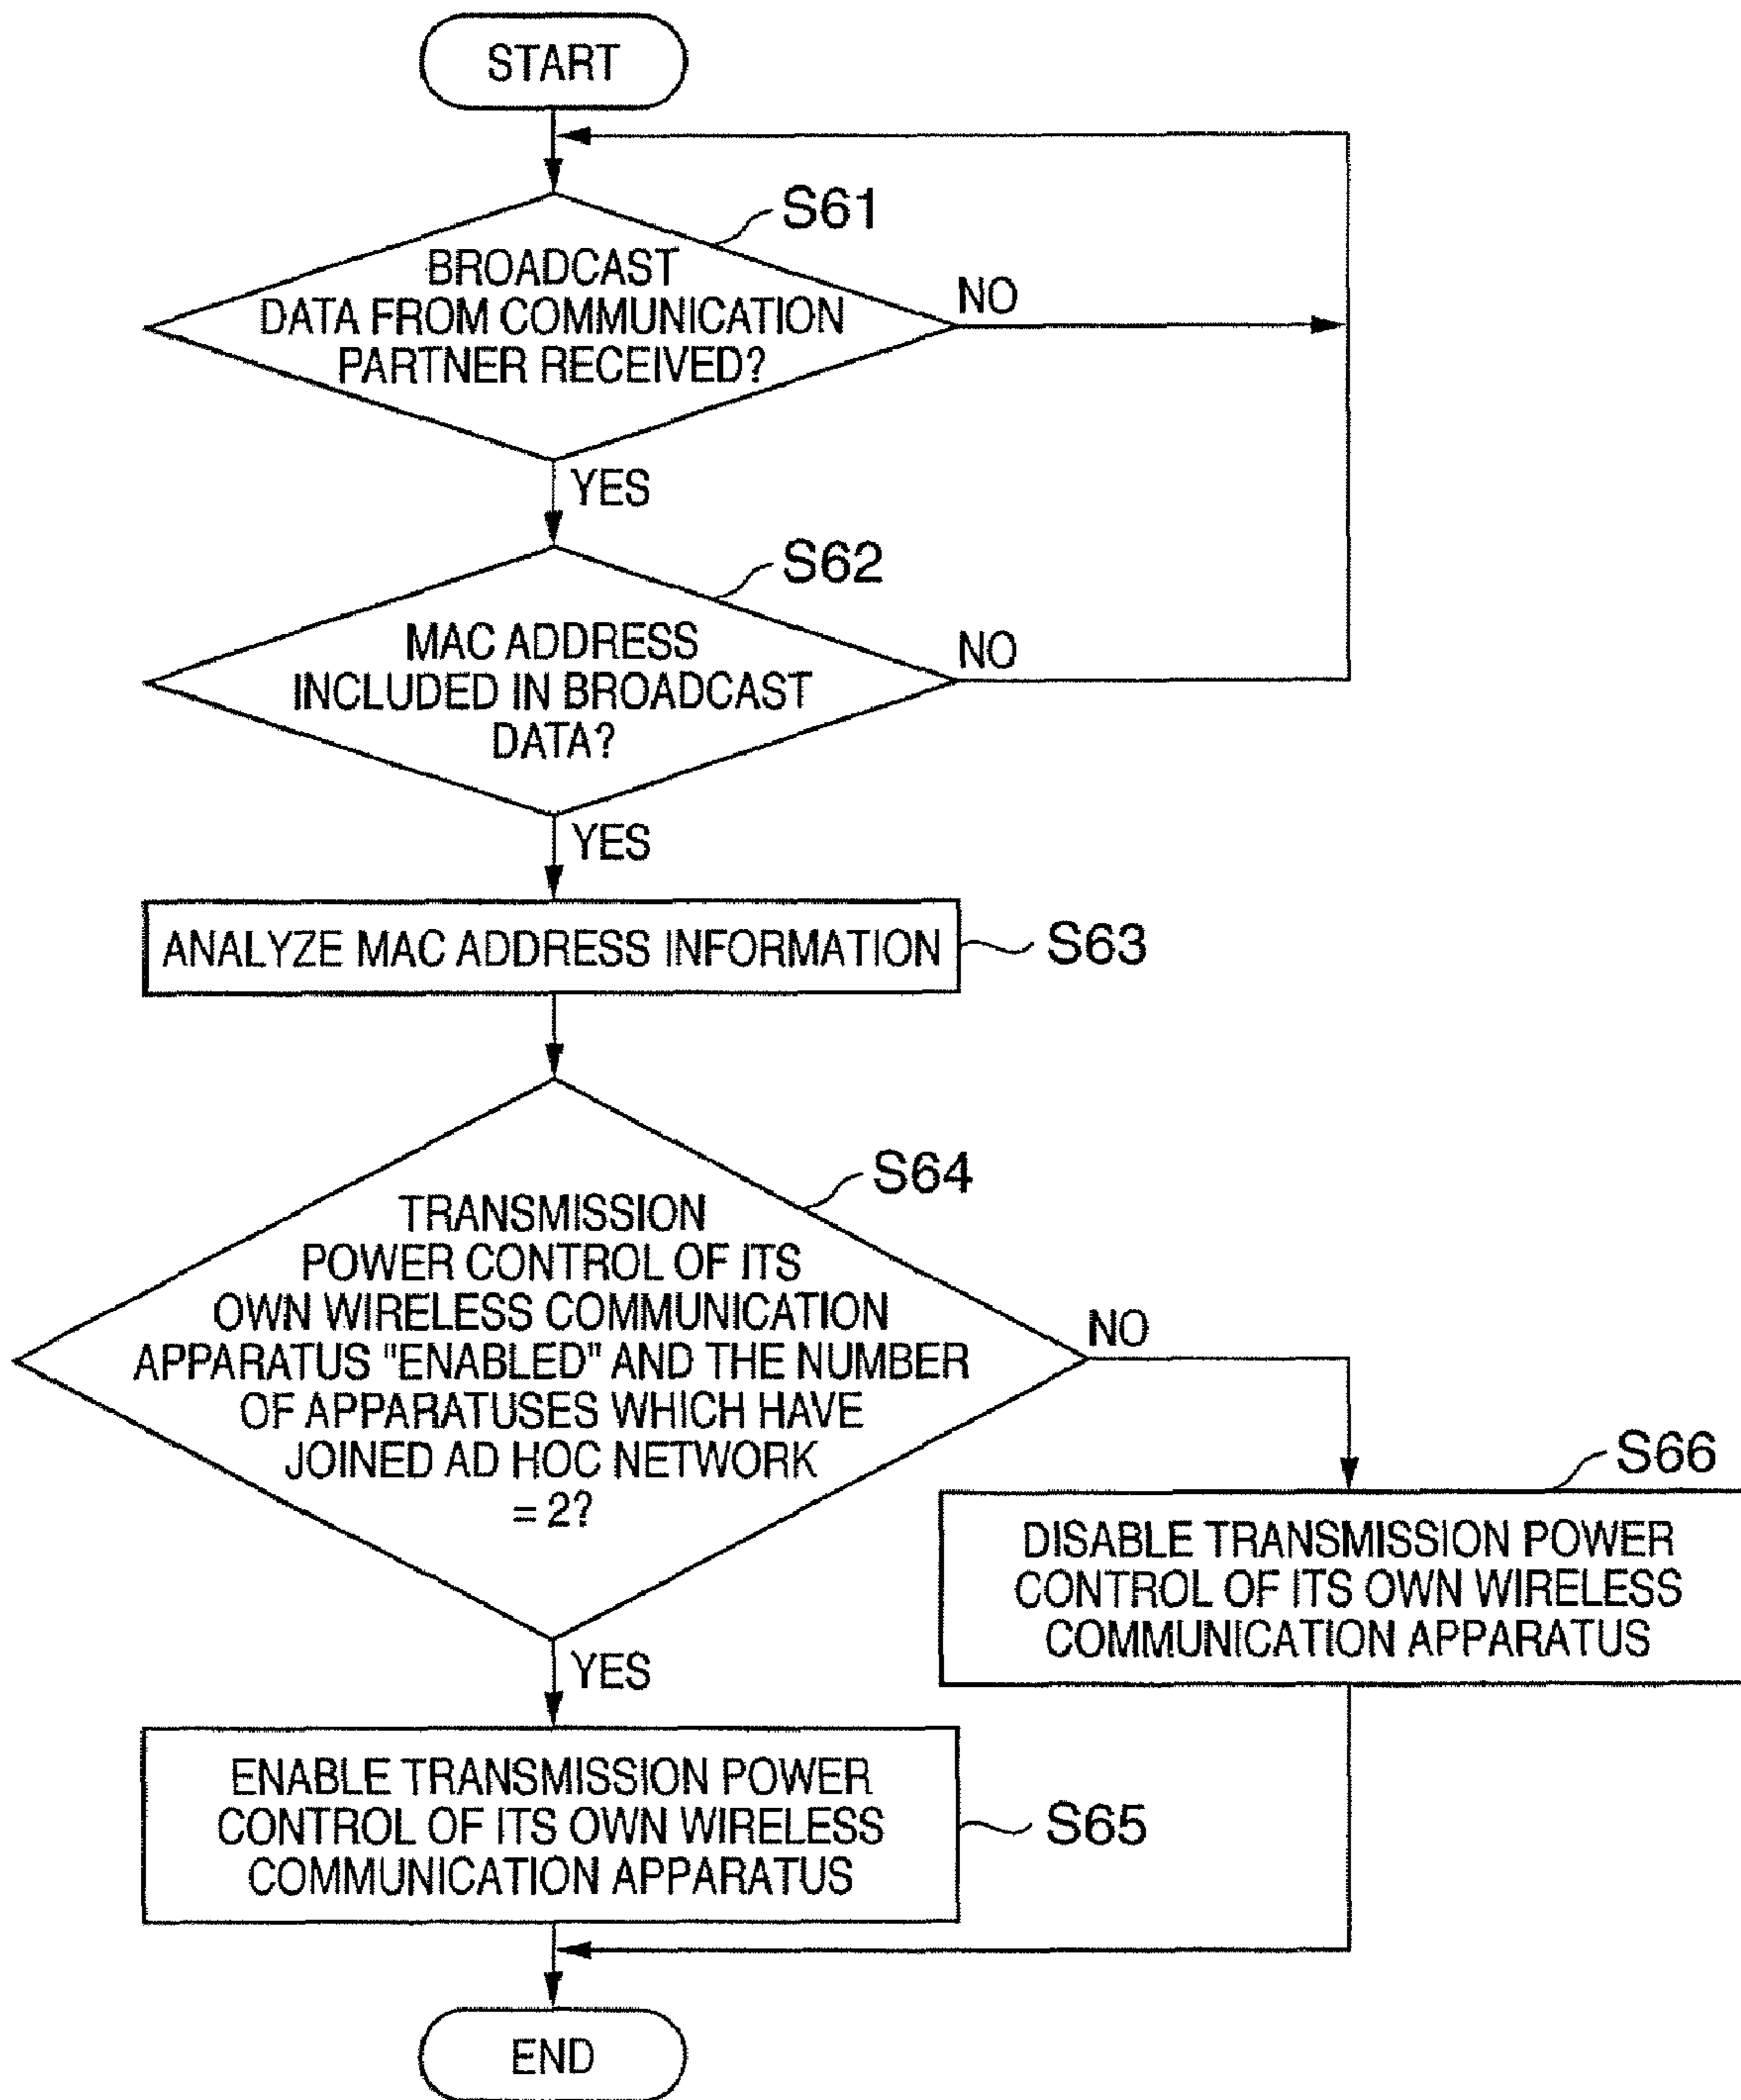 START
S61
BROADCAST
DATA FROM COMMUNICATION
PARTNER RECEIVED?
NO
YES
S62
MAC ADDRESS
INCLUDED IN BROADCAST
DATA?
NO
YES
ANALYZE MAC ADDRESS INFORMATION
S63
S64
TRANSMISSION
POWER CONTROL OF ITS
OWN WIRELESS COMMUNICATION
APPARATUS "ENABLED" AND THE NUMBER
OF APPARATUSES WHICH HAVE
JOINED AD HOC NETWORK
= 2?
NO
YES
S66
DISABLE TRANSMISSION POWER
CONTROL OF ITS OWN WIRELESS
COMMUNICATION APPARATUS
ENABLE TRANSMISSION POWER
CONTROL OF ITS OWN WIRELESS
COMMUNICATION APPARATUS
S65
END